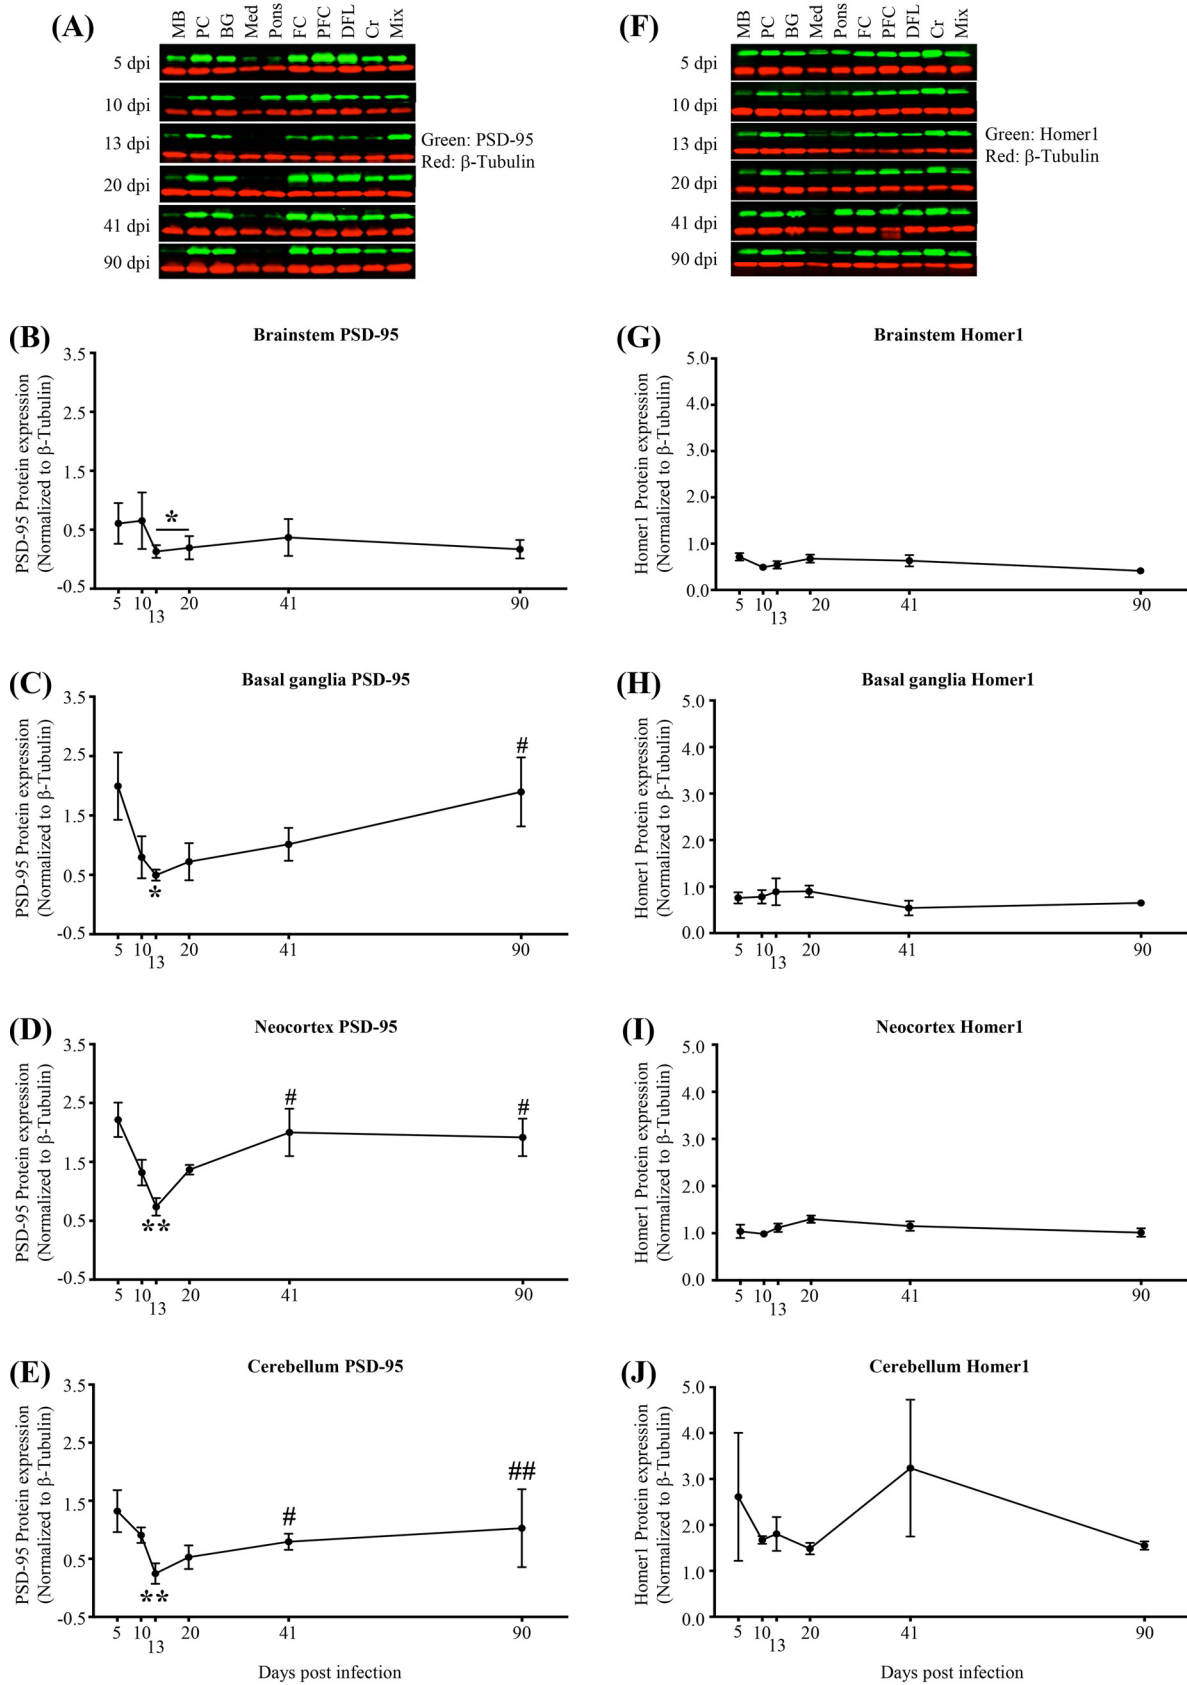 (A)
MB PC BG Med Pons FC PFC DFL Cr Mix
5 dpi
10 dpi
13 dpi
20 dpi
41 dpi
90 dpi
Green: PSD-95
Red: β-Tubulin
(F)
MB PC BG Med Pons FC PFC DFL Cr Mix
5 dpi
10 dpi
13 dpi
20 dpi
41 dpi
90 dpi
Green: Homer1
Red: β-Tubulin
(B)
Brainstem PSD-95
PSD-95 Protein expression
(Normalized to β-Tubulin)
3.5
2.5
1.5
0.5
-0.5
*
5 10 13 20 41 90
(G)
Brainstem Homer1
Homer1 Protein expression
(Normalized to β-Tubulin)
5.0
4.0
3.0
2.0
1.0
0.0
5 10 13 20 41 90
(C)
Basal ganglia PSD-95
PSD-95 Protein expression
(Normalized to β-Tubulin)
3.5
2.5
1.5
0.5
-0.5
*
#
5 10 13 20 41 90
(H)
Basal ganglia Homer1
Homer1 Protein expression
(Normalized to β-Tubulin)
5.0
4.0
3.0
2.0
1.0
0.0
5 10 13 20 41 90
(D)
Neocortex PSD-95
PSD-95 Protein expression
(Normalized to β-Tubulin)
3.5
2.5
1.5
0.5
-0.5
**
#
#
5 10 13 20 41 90
(I)
Neocortex Homer1
Homer1 Protein expression
(Normalized to β-Tubulin)
5.0
4.0
3.0
2.0
1.0
0.0
5 10 13 20 41 90
(E)
Cerebellum PSD-95
PSD-95 Protein expression
(Normalized to β-Tubulin)
3.5
2.5
1.5
0.5
-0.5
**
#
##
5 10 13 20 41 90
Days post infection
(J)
Cerebellum Homer1
Homer1 Protein expression
(Normalized to β-Tubulin)
5.0
4.0
3.0
2.0
1.0
0.0
5 10 13 20 41 90
Days post infection